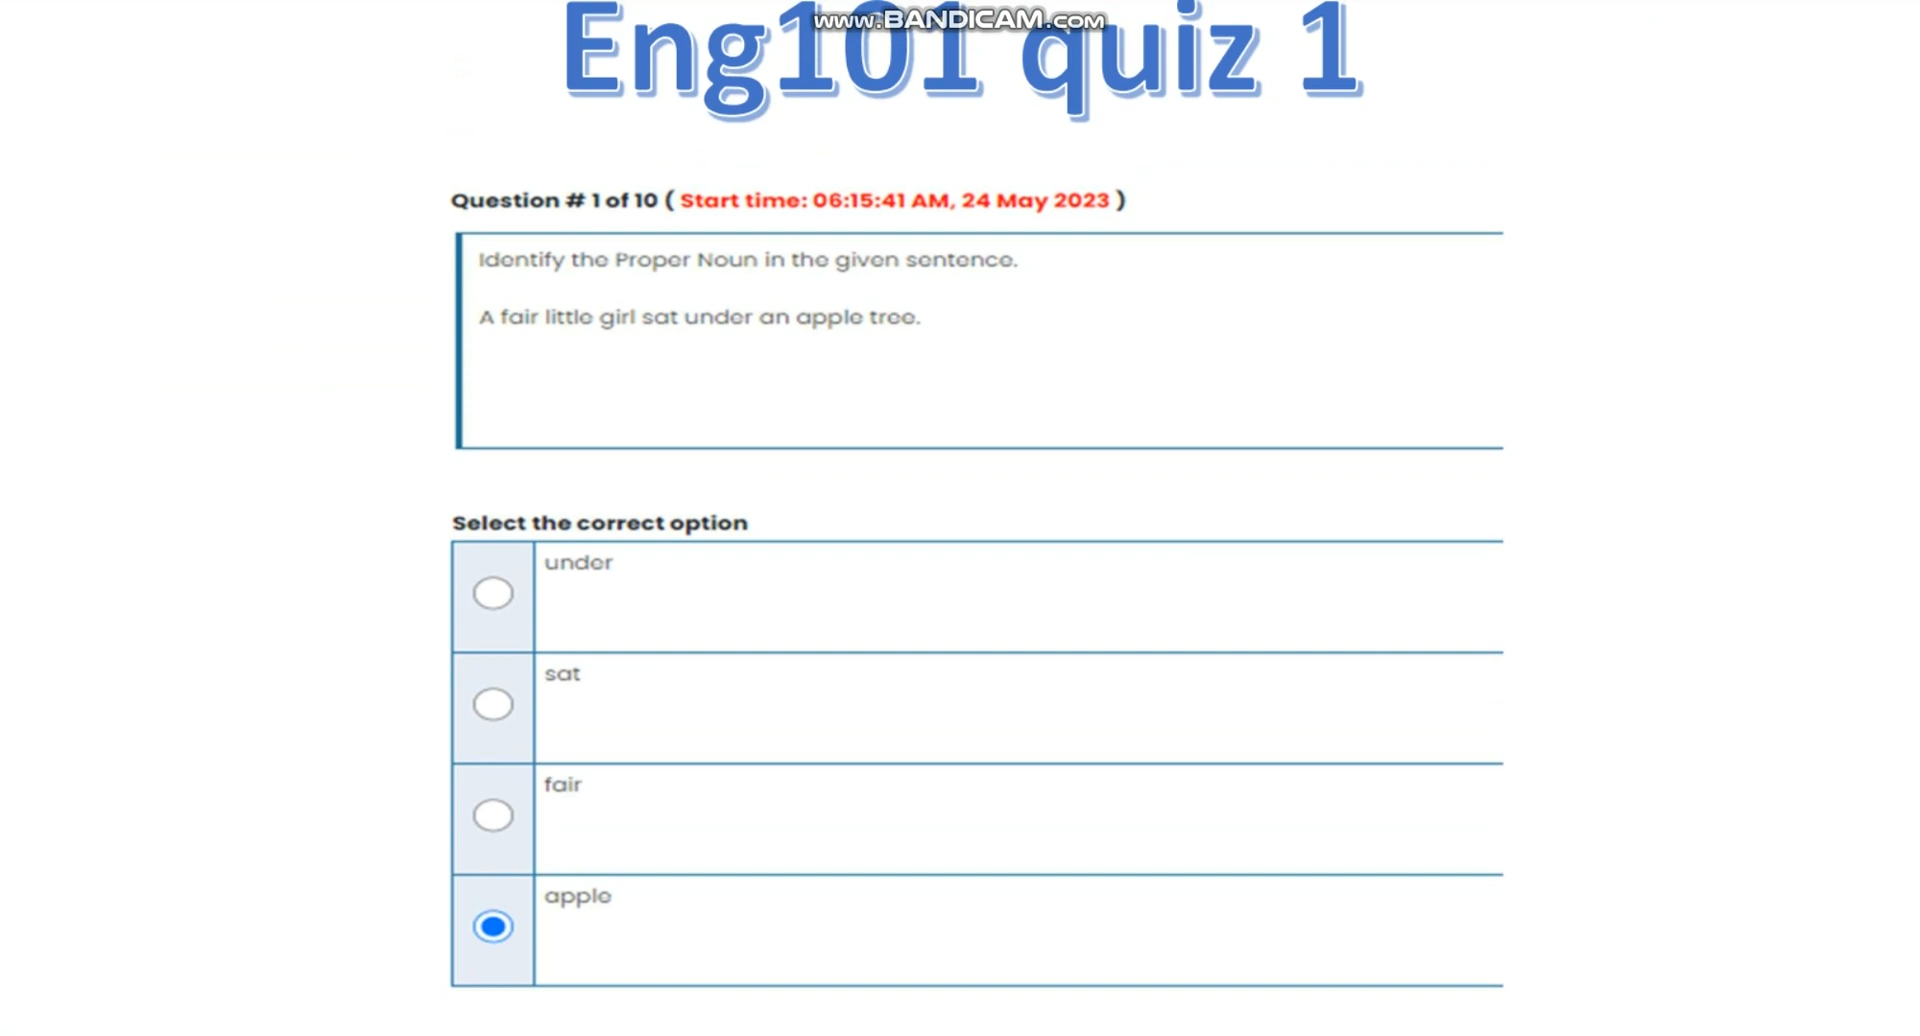 www.BANDICAM.com
Eng101 quiz 1
Question # 1 of 10 ( Start time: 06:15:41 AM, 24 May 2023 )
Identify the Proper Noun in the given sentence.
A fair little girl sat under an apple tree.
Select the correct option
under
sat
fair
apple